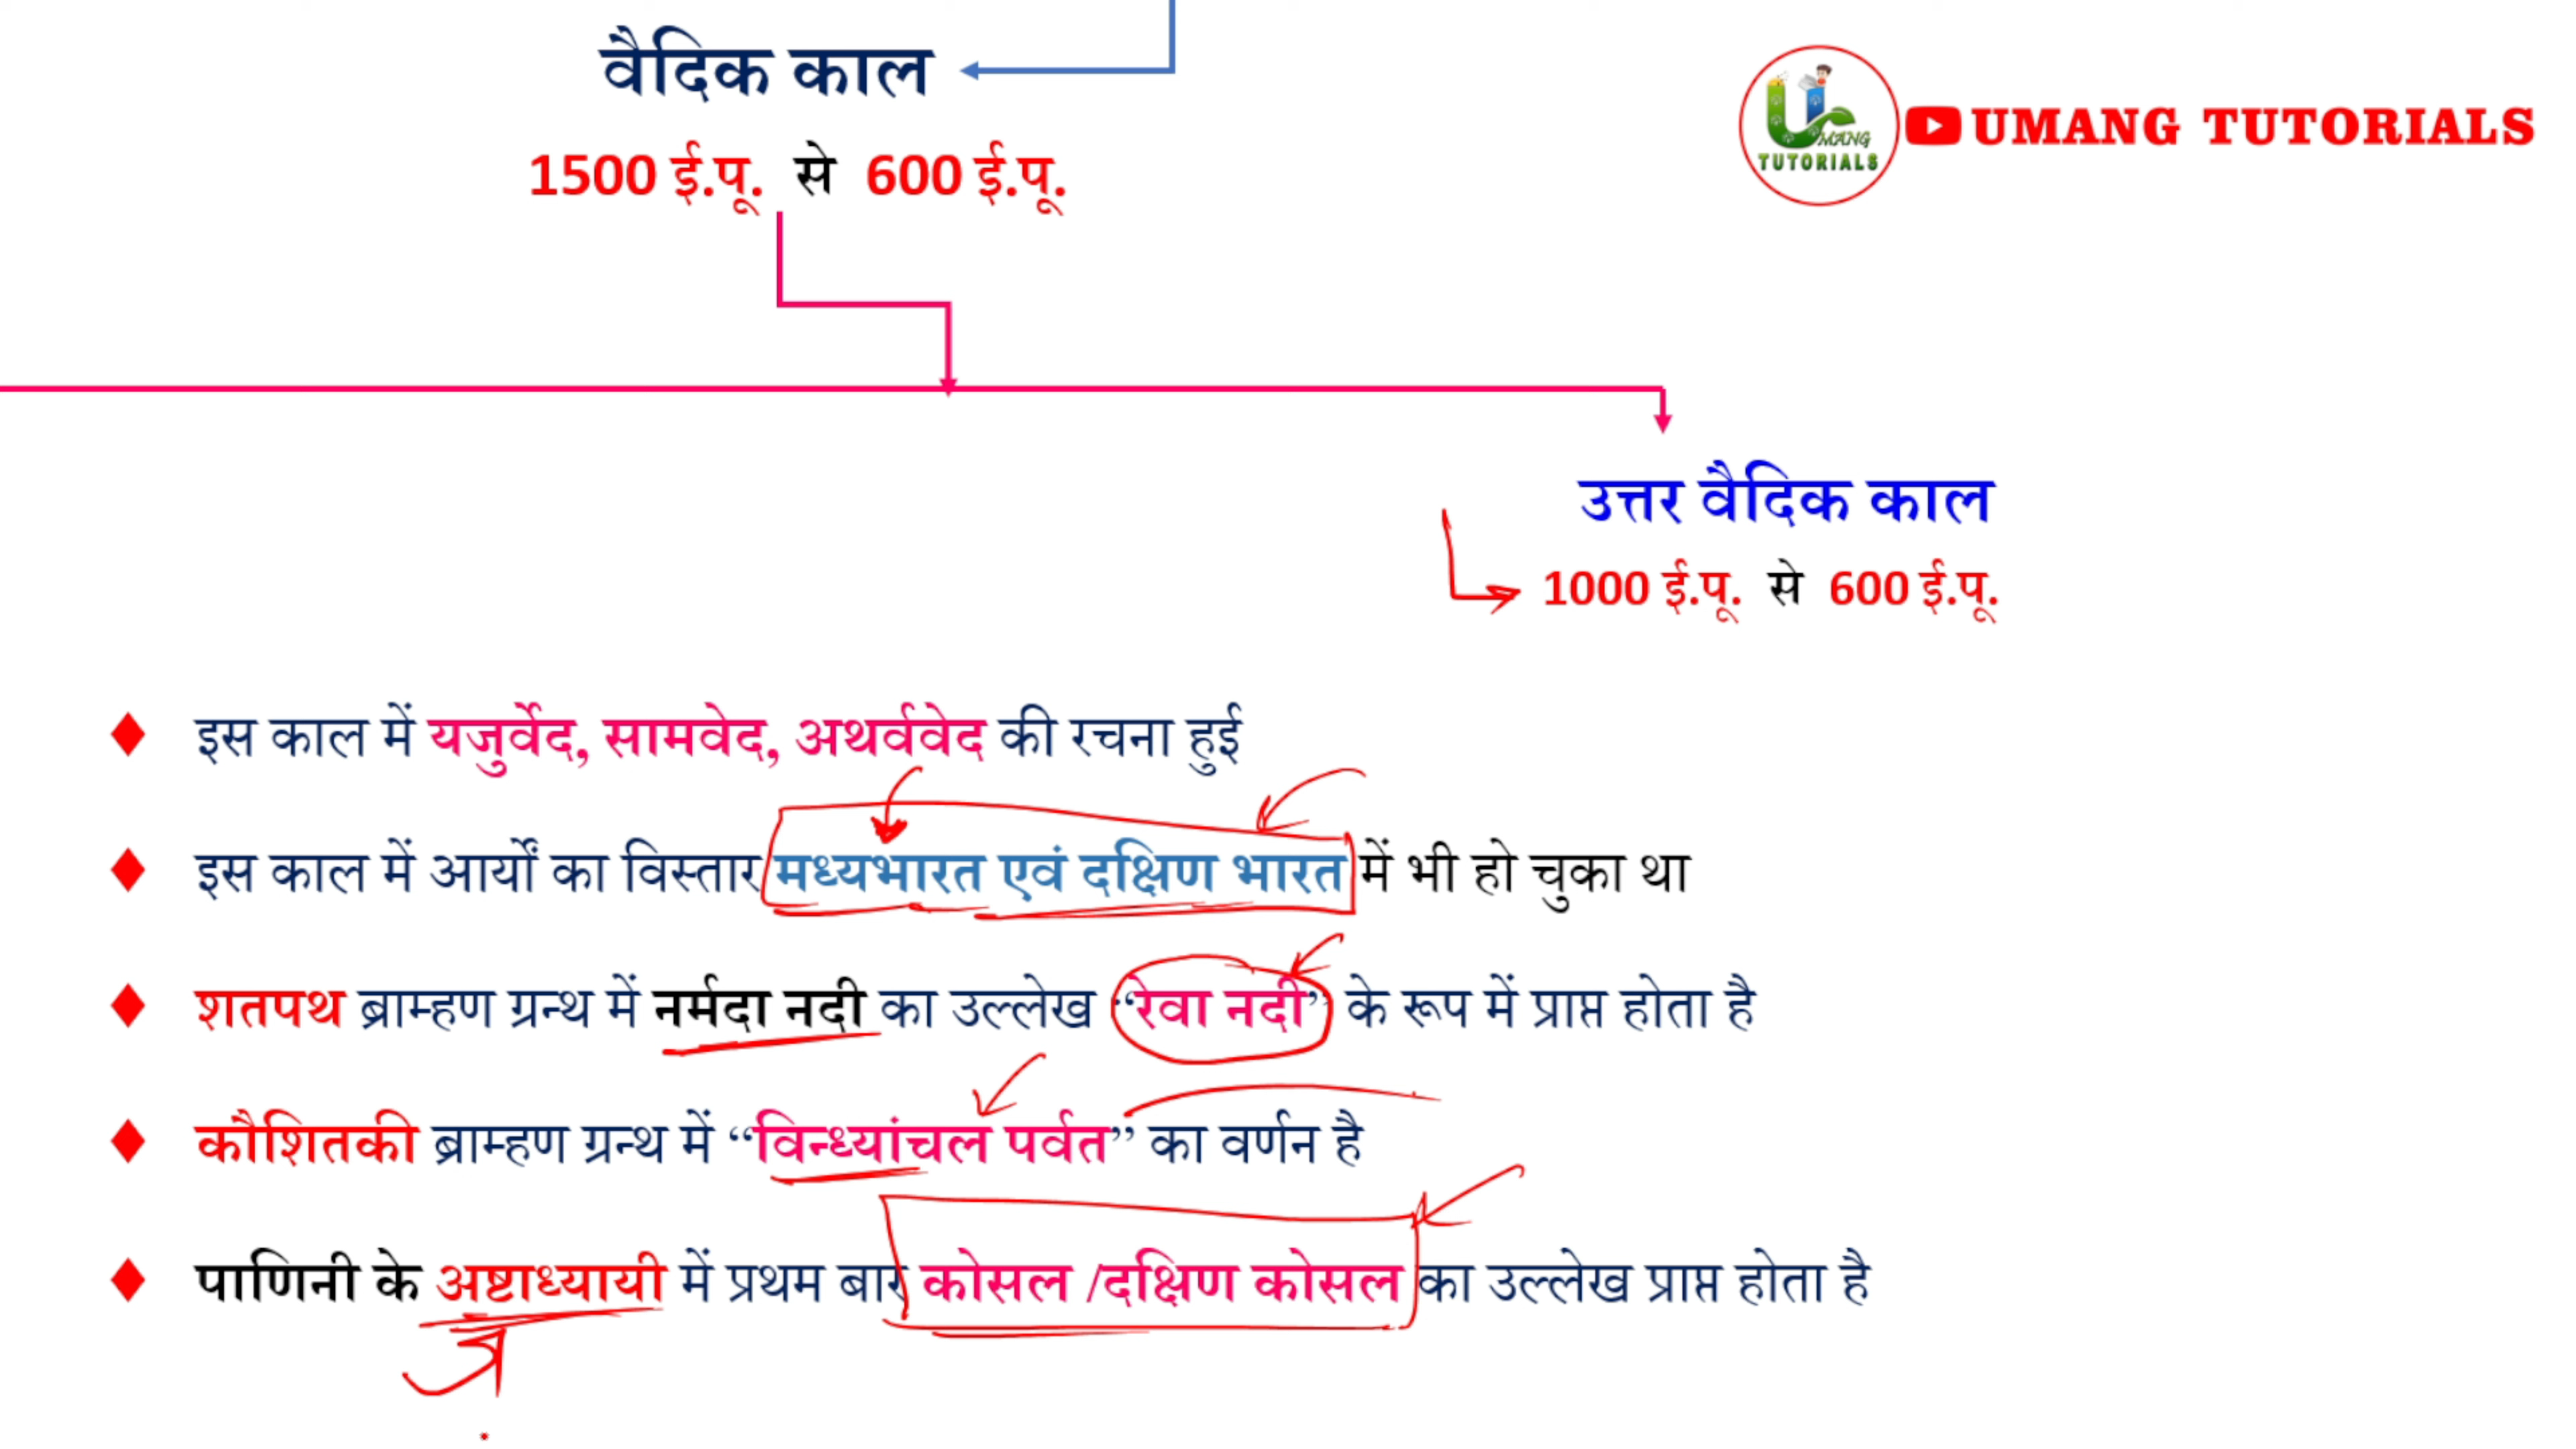 वैदिक काल
1500 ई.पू. से 600 ई.पू.
UMANG TUTORIALS
UMANG TUTORIALS
उत्तर वैदिक काल
1000 ई.पू. से 600 ई.पू.
♦ इस काल में यजुर्वेद, सामवेद, अथर्ववेद की रचना हुई
♦ इस काल में आर्यों का विस्तार मध्यभारत एवं दक्षिण भारत में भी हो चुका था
♦ शतपथ ब्राम्हण ग्रन्थ में नर्मदा नदी का उल्लेख “रेवा नदी” के रूप में प्राप्त होता है
♦ कौशितकी ब्राम्हण ग्रन्थ में “विन्ध्यांचल पर्वत” का वर्णन है
♦ पाणिनी के अष्टाध्यायी में प्रथम बार कोसल /दक्षिण कोसल का उल्लेख प्राप्त होता है